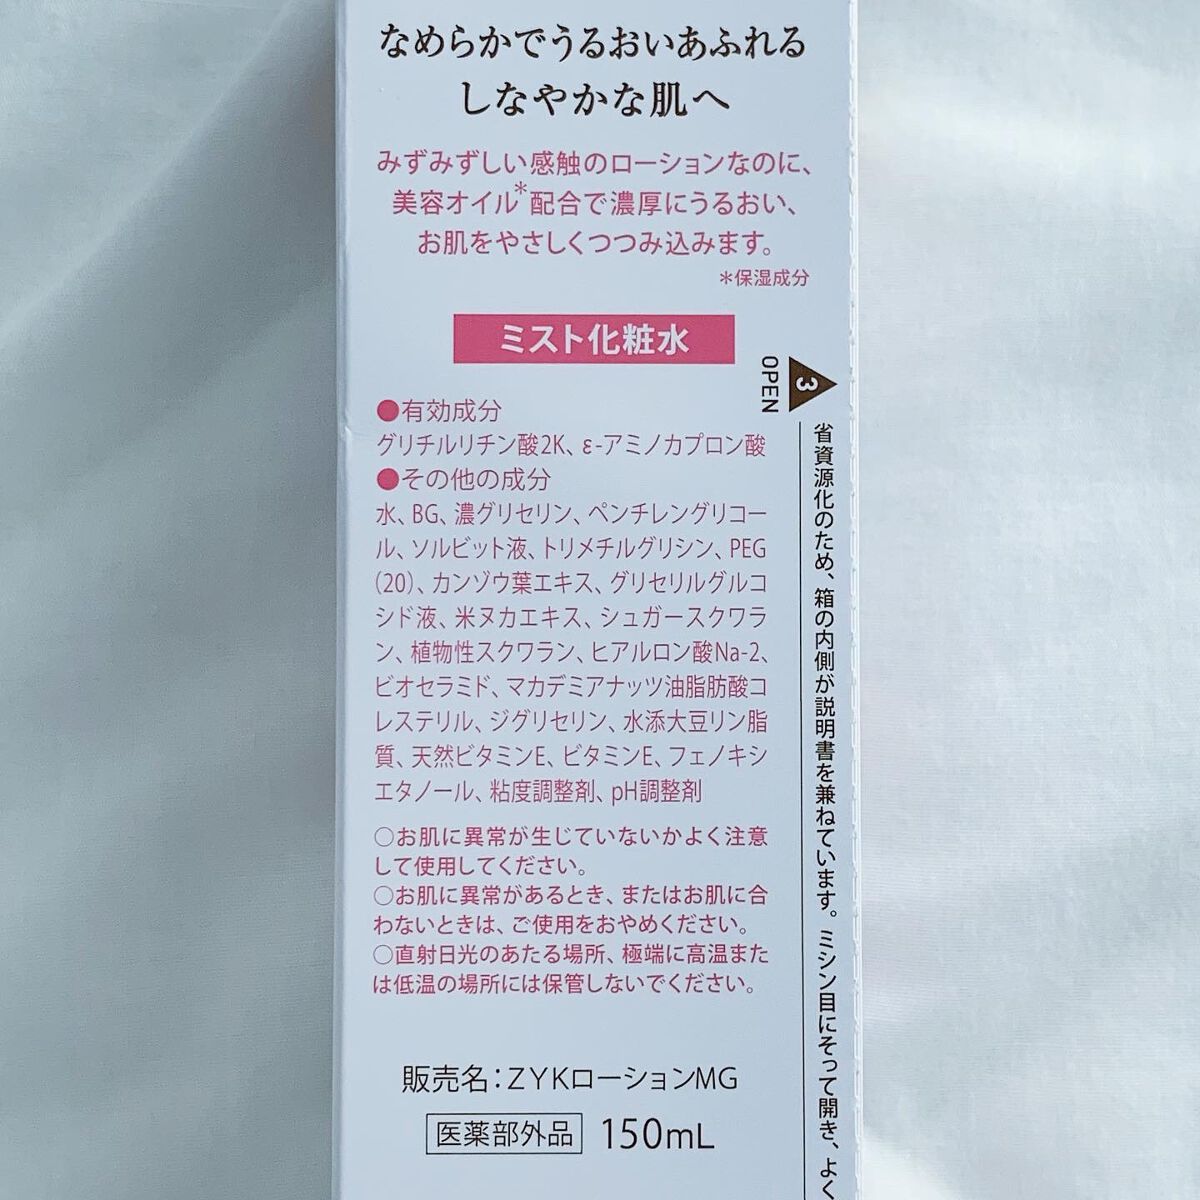 なめらかでうるおいあふれる
しなやかな肌へ
みずみずしい感触のローションなのに、
美容オイル*配合で濃厚にうるおい、
お肌をやさしくつつみ込みます。
*保湿成分
ミスト化粧水
3
OPEN
●有効成分
グリチルリチン酸2K、ε-アミノカプロン酸
●その他の成分
水、BG、濃グリセリン、ペンチレングリコー
ル、ソルビット液、トリメチルグリシン、PEG
(20)、カンゾウ葉エキス、グリセリルグルコ
シド液、米ヌカエキス、シュガースクワラ
ン、植物性スクワラン、ヒアルロン酸Na-2、
ビオセラミド、マカデミアナッツ油脂肪酸コ
レステリル、ジグリセリン、水添大豆リン脂
質、天然ビタミンE、ビタミンE、フェノキシ
エタノール、粘度調整剤、pH調整剤
○お肌に異常が生じていないかよく注意
して使用してください。
○お肌に異常があるとき、またはお肌に合
わないときは、ご使用をおやめください。
○直射日光のあたる場所、極端に高温また
は低温の場所には保管しないでください。
販売名：ZYKローションMG
医薬部外品 150mL
省資源化のため、箱の内側が説明書を兼ねています。ミシン目にそって開き、よく